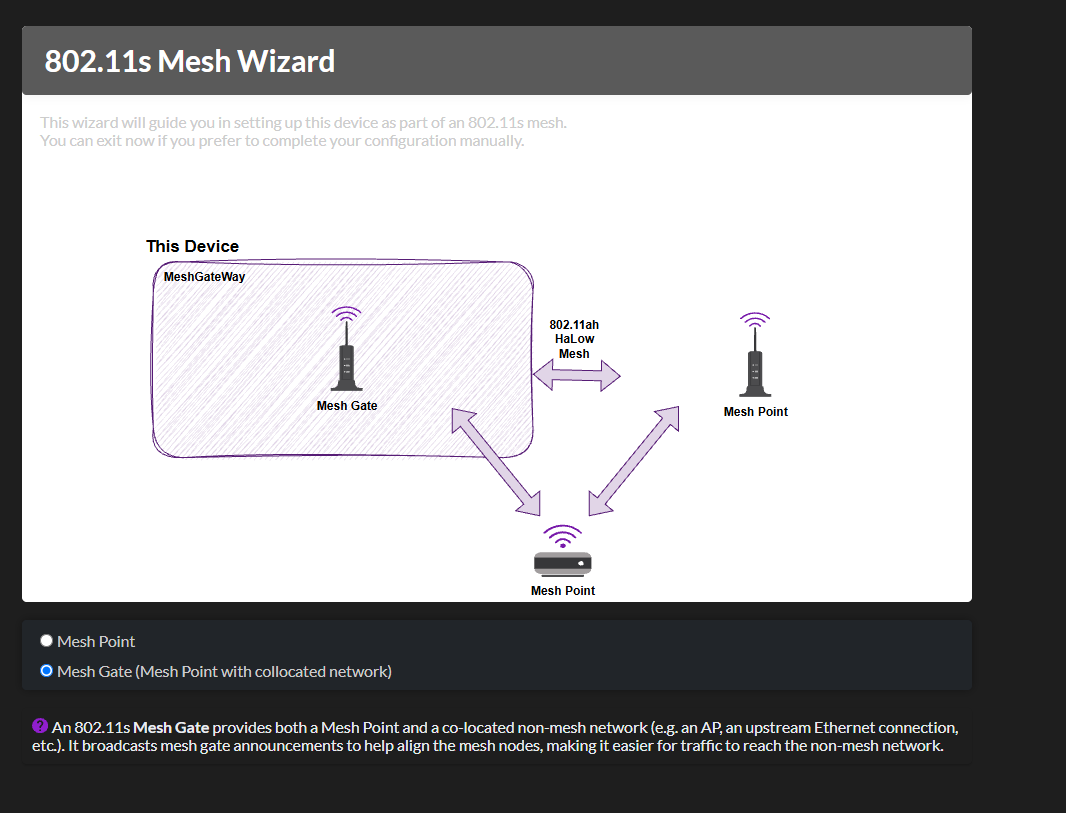 802.11s Mesh Wizard
This wizard will guide you in setting up this device as part of an 802.11s mesh.
You can exit now if you prefer to complete your configuration manually.
This Device
MeshGateWay
802.11ah
HaLow
Mesh
Mesh Gate
Mesh Point
Mesh Point
Mesh Point
Mesh Gate (Mesh Point with collocated network)
? An 802.11s Mesh Gate provides both a Mesh Point and a co-located non-mesh network (e.g. an AP, an upstream Ethernet connection,
etc.). It broadcasts mesh gate announcements to help align the mesh nodes, making it easier for traffic to reach the non-mesh network.